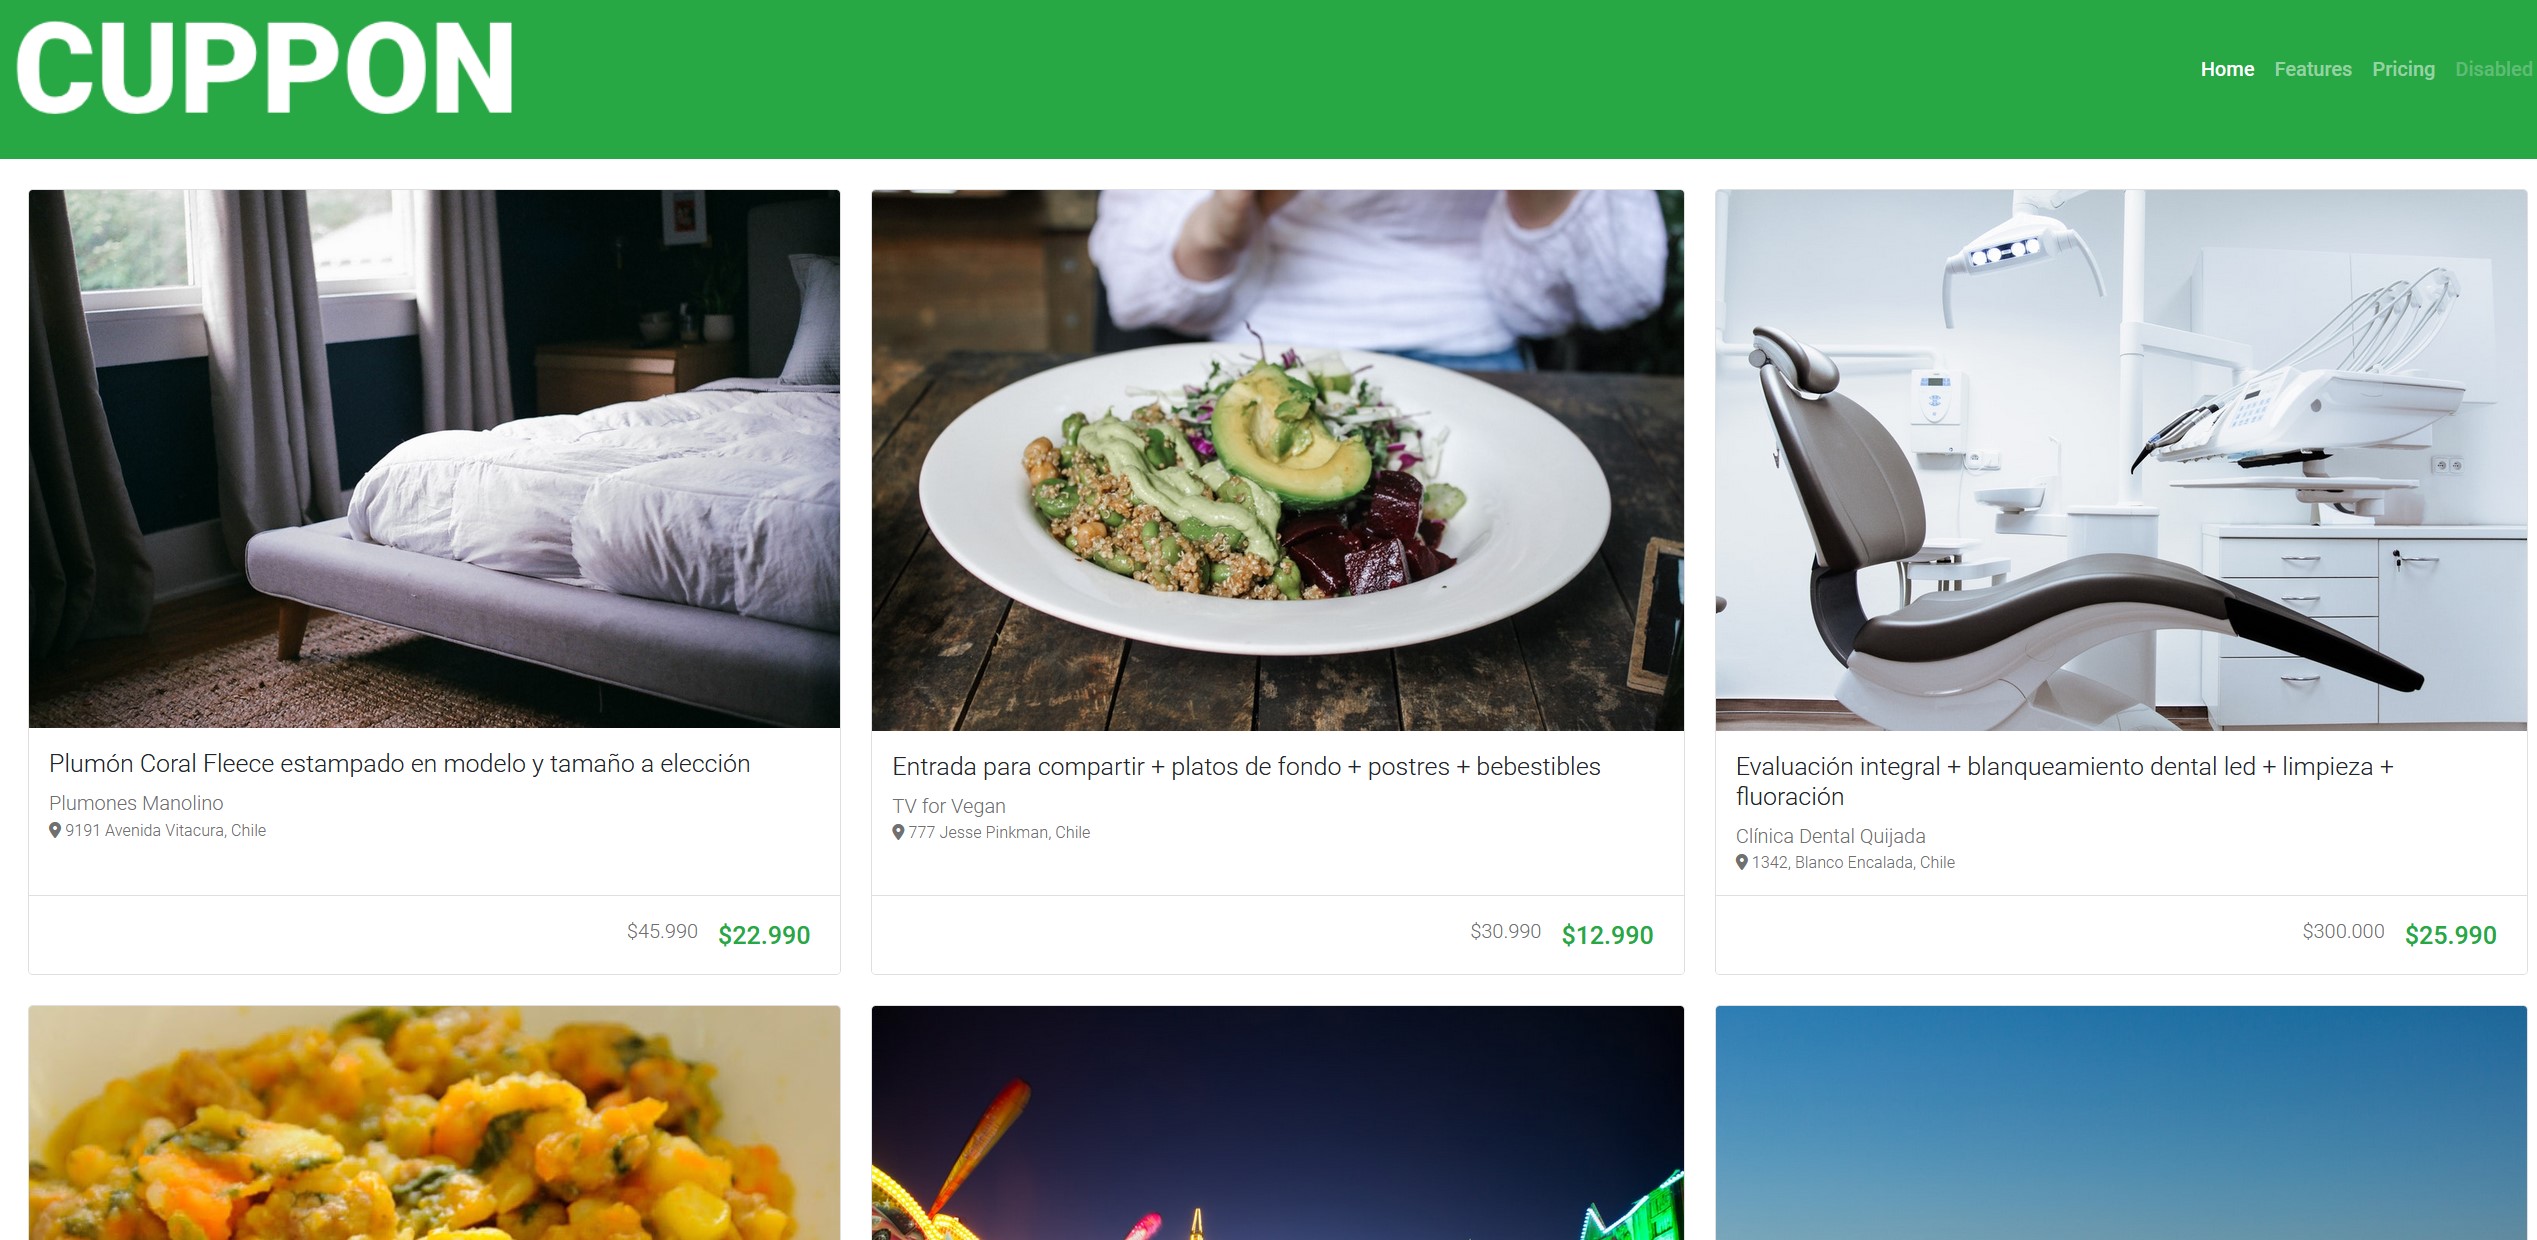 CUPPON
Home Features Pricing Disabled
Plumón Coral Fleece estampado en modelo y tamaño a elección
Plumones Manolino
9191 Avenida Vitacura, Chile
$45.990 $22.990
Entrada para compartir + platos de fondo + postres + bebestibles
TV for Vegan
777 Jesse Pinkman, Chile
$30.990 $12.990
Evaluación integral + blanqueamiento dental led + limpieza +
fluoración
Clínica Dental Quijada
1342, Blanco Encalada, Chile
$300.000 $25.990